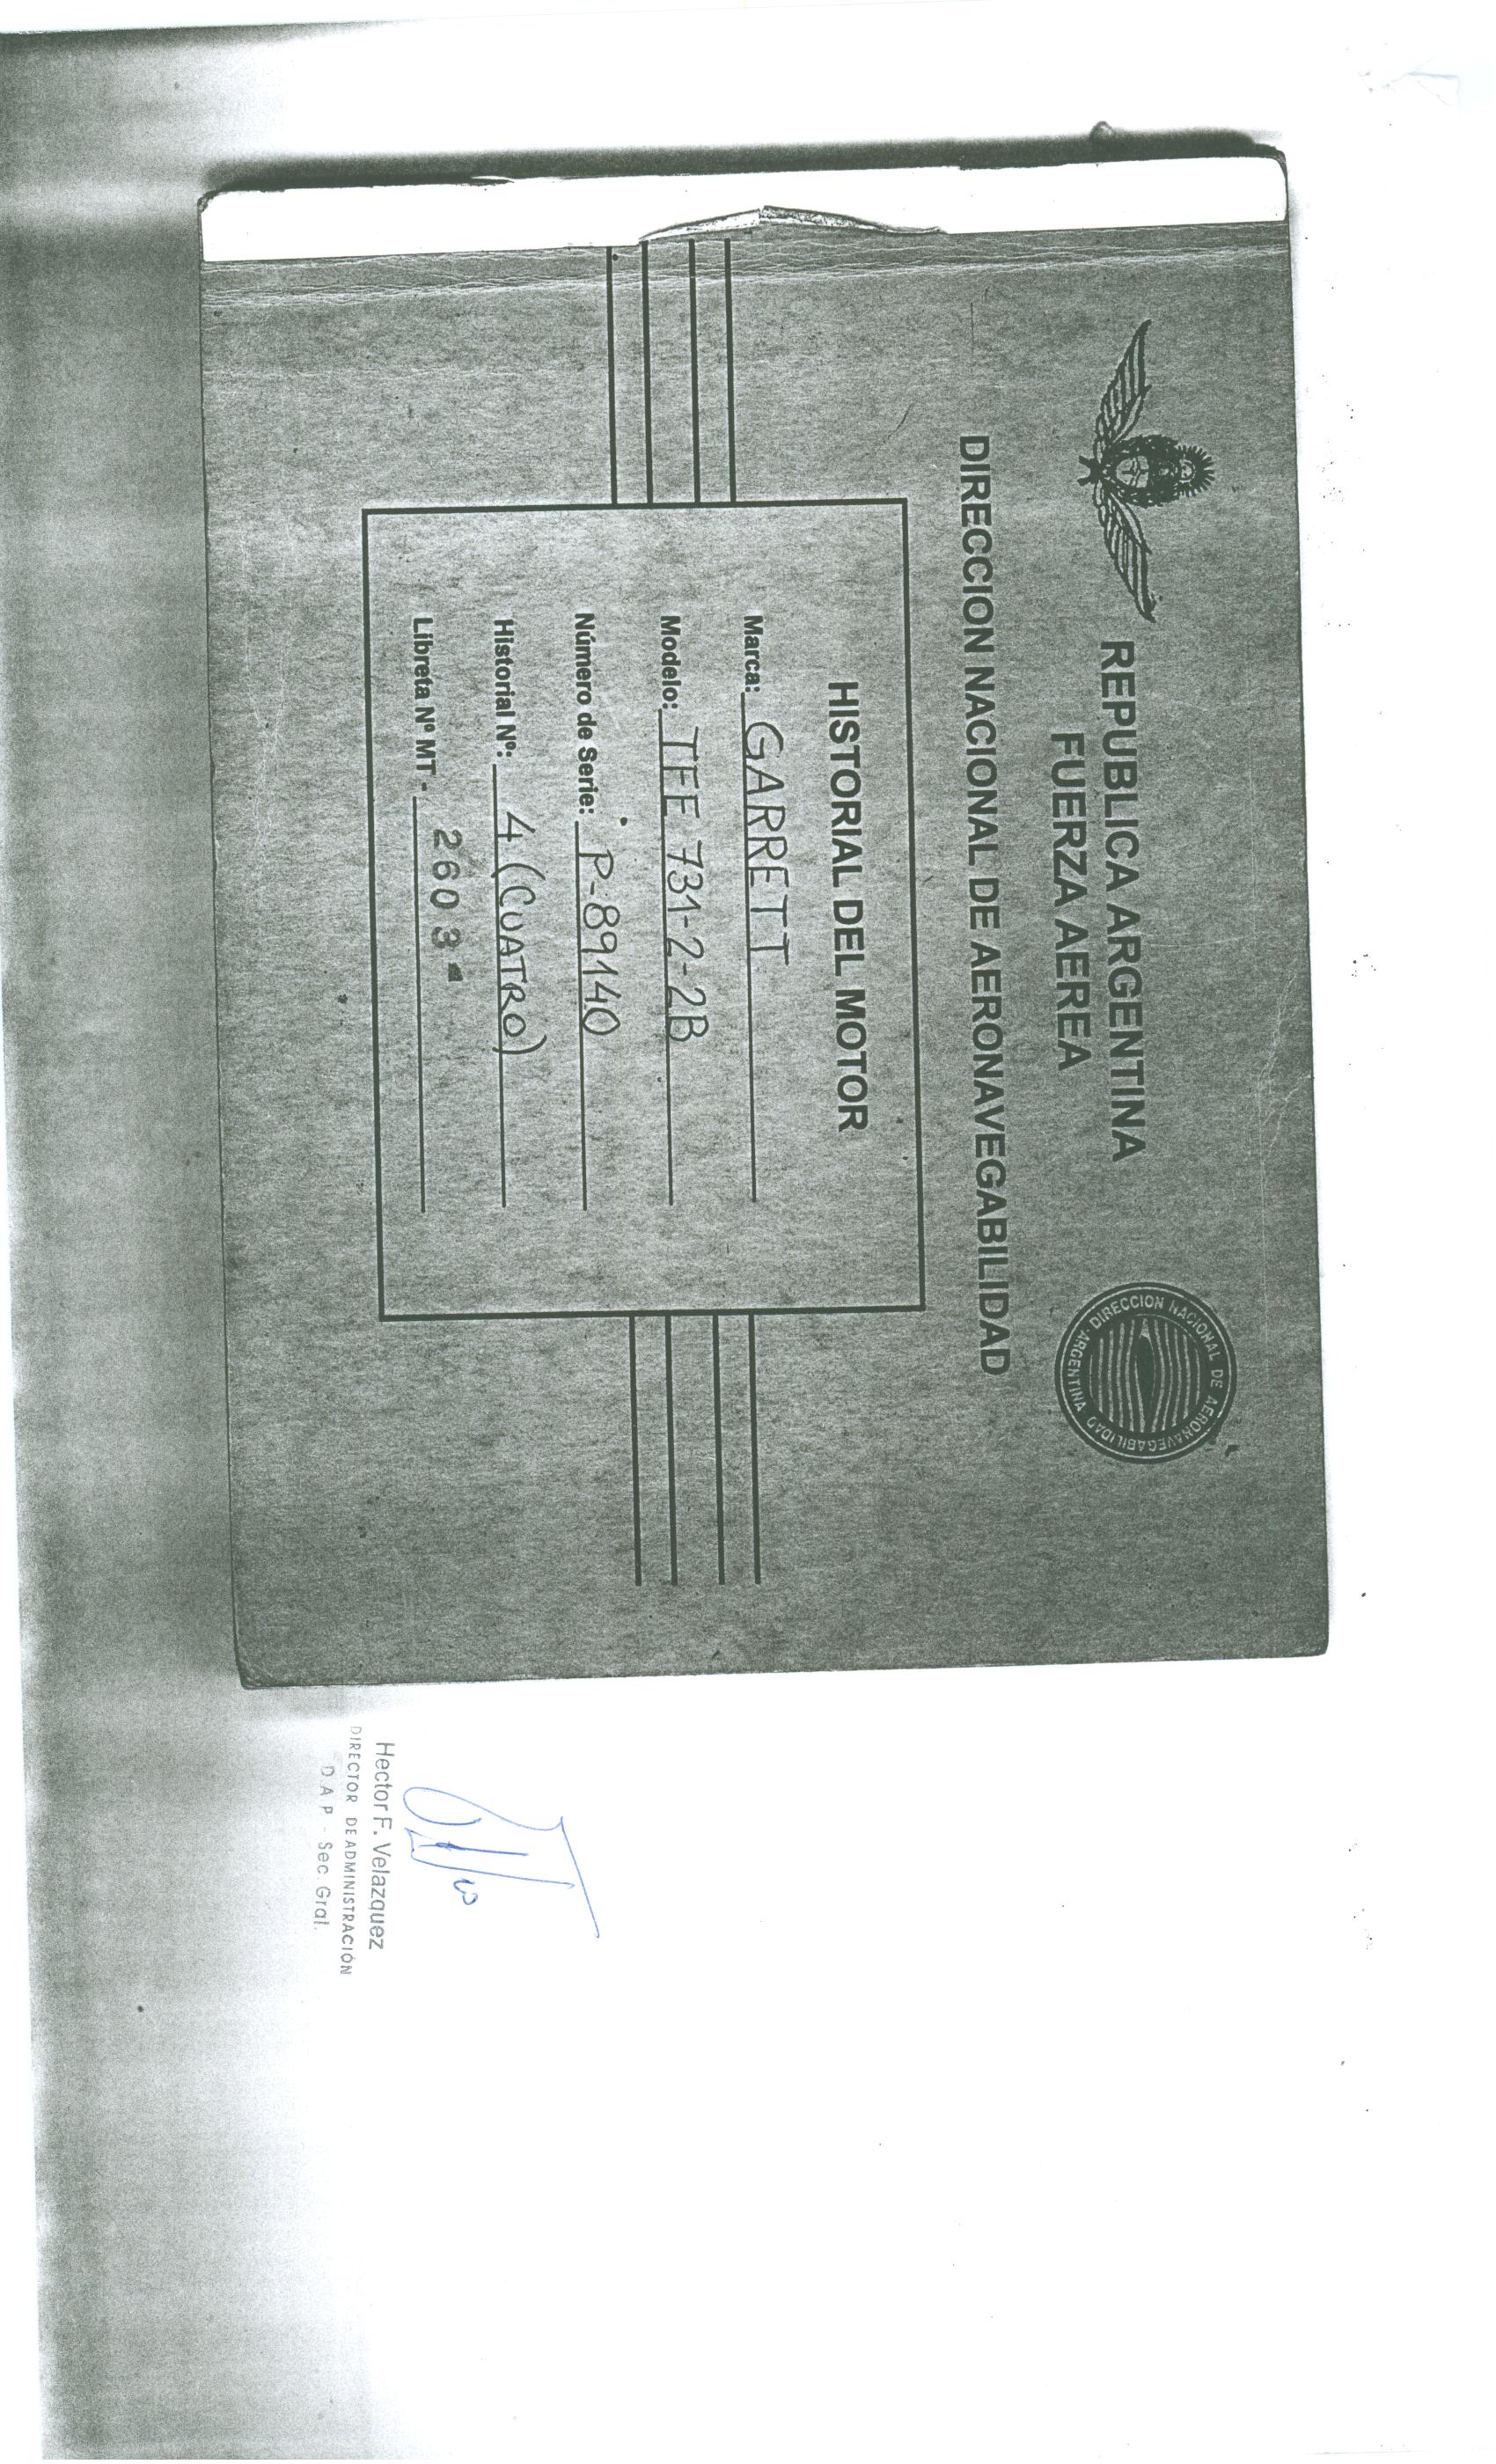 REPUBLICA ARGENTINA
FUERZA AEREA
DIRECCION NACIONAL DE AERONAVEGABILIDAD
DIRECCION NACIONAL DE AERONAVEGABILIDAD
ARGENTINA
HISTORIAL DEL MOTOR
Marca: GARRETT
Modelo: TFE 731-2-2B
Número de Serie: P-89140
Historial Nº: 4 (CUATRO)
Libreta Nº MT- 2603
Hector F. Velazquez
DIRECTOR DE ADMINISTRACIÓN
D A P - Sec Gral.